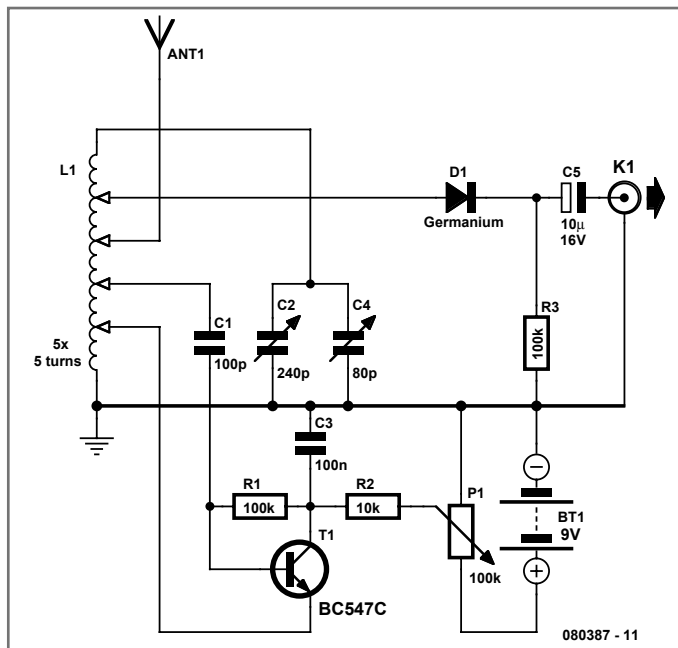 ANT1
L1
D1
Germanium
C5
10µ
16V
K1
C1
100p
C2
240p
C4
80p
R3
100k
5x
5 turns
C3
100n
R1
100k
R2
10k
P1
100k
T1
BC547C
−
BT1
9V
+
080387 - 11